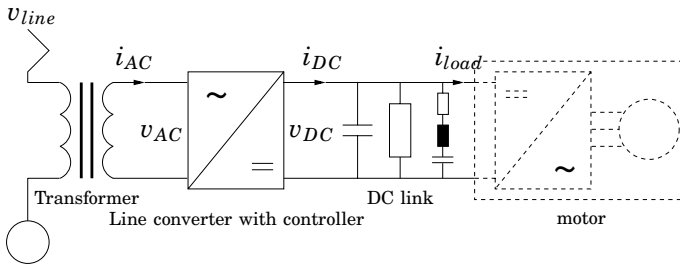 v_line
i_AC
i_DC
i_load
~
v_AC
v_DC
~
Transformer
DC link
Line converter with controller
motor